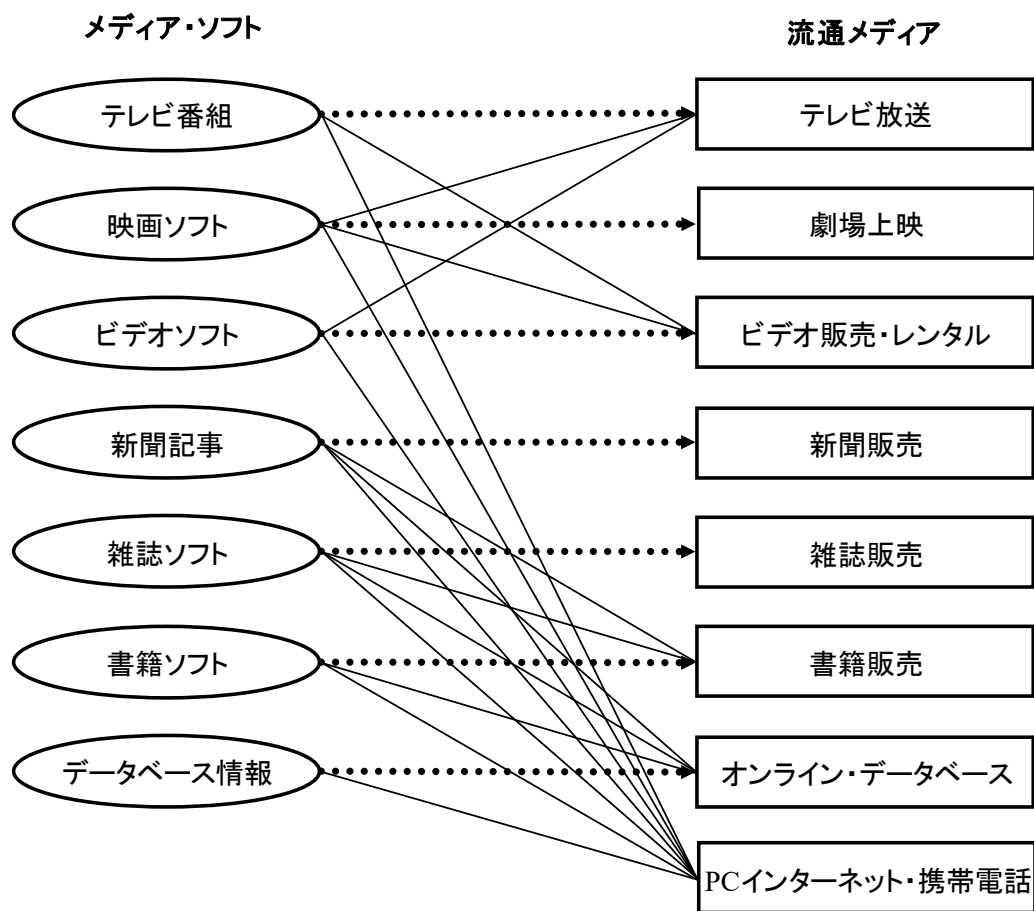 メディア・ソフト
流通メディア
テレビ番組
テレビ放送
映画ソフト
劇場上映
ビデオソフト
ビデオ販売・レンタル
新聞記事
新聞販売
雑誌ソフト
雑誌販売
書籍ソフト
書籍販売
データベース情報
オンライン・データベース
PCインターネット・携帯電話